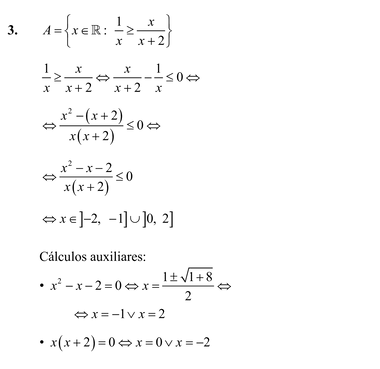 3. A = {x ∈ ℝ : 1/x ≥ x/(x+2)}
1/x ≥ x/(x+2) ⇔ x/(x+2) − 1/x ≤ 0 ⇔
⇔ (x² − (x+2))/(x(x+2)) ≤ 0 ⇔
⇔ (x² − x − 2)/(x(x+2)) ≤ 0
⇔ x ∈ ]−2, −1] ∪ ]0, 2]
Cálculos auxiliares:
• x² − x − 2 = 0 ⇔ x = (1 ± √(1+8))/2 ⇔
⇔ x = −1 ∨ x = 2
• x(x+2) = 0 ⇔ x = 0 ∨ x = −2